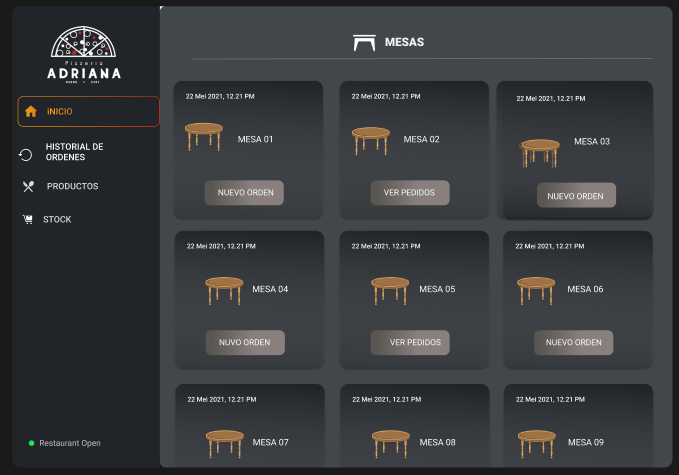 Pizzeria
ADRIANA
iNICIO
HISTORIAL DE
ORDENES
PRODUCTOS
STOCK
Restaurant Open
MESAS
22 Mei 2021, 12.21 PM
MESA 01
NUEVO ORDEN
22 Mei 2021, 12.21 PM
MESA 02
VER PEDIDOS
22 Mei 2021, 12.21 PM
MESA 03
NUEVO ORDEN
22 Mei 2021, 12.21 PM
MESA 04
NUVO ORDEN
22 Mei 2021, 12.21 PM
MESA 05
VER PEDIDOS
22 Mei 2021, 12.21 PM
MESA 06
NUEVO ORDEN
22 Mei 2021, 12.21 PM
MESA 07
22 Mei 2021, 12.21 PM
MESA 08
22 Mei 2021, 12.21 PM
MESA 09